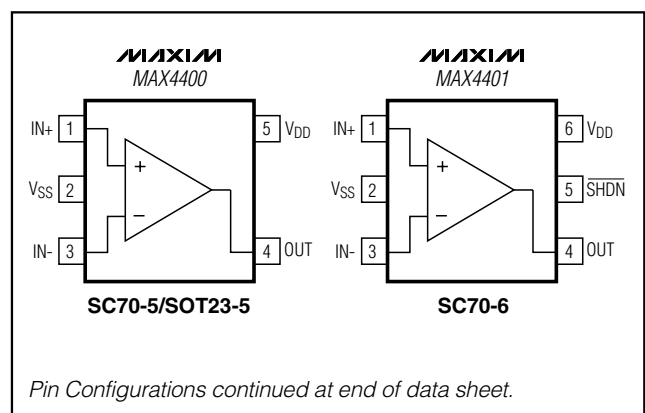 MAXIM MAXIM
MAX4400 MAX4401
IN+ 1 5 VDD IN+ 1 6 VDD
+ +
VSS 2 VSS 2 5 SHDN
− −
IN- 3 4 OUT IN- 3 4 OUT
SC70-5/SOT23-5 SC70-6
Pin Configurations continued at end of data sheet.